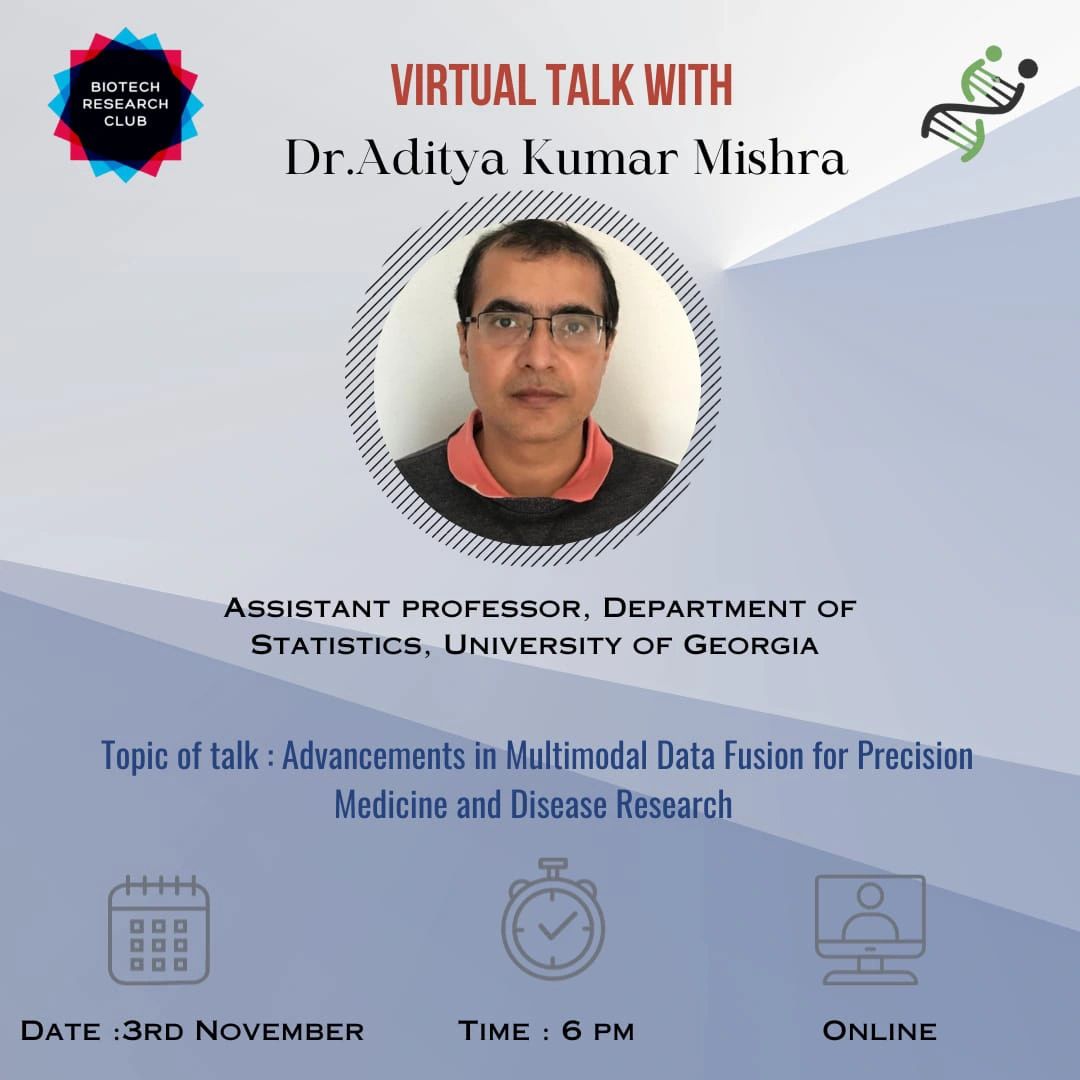 BIOTECH
RESEARCH
CLUB
VIRTUAL TALK WITH
Dr.Aditya Kumar Mishra
Assistant professor, Department of
Statistics, University of Georgia
Topic of talk : Advancements in Multimodal Data Fusion for Precision
Medicine and Disease Research
Date :3rd November
Time : 6 pm
Online